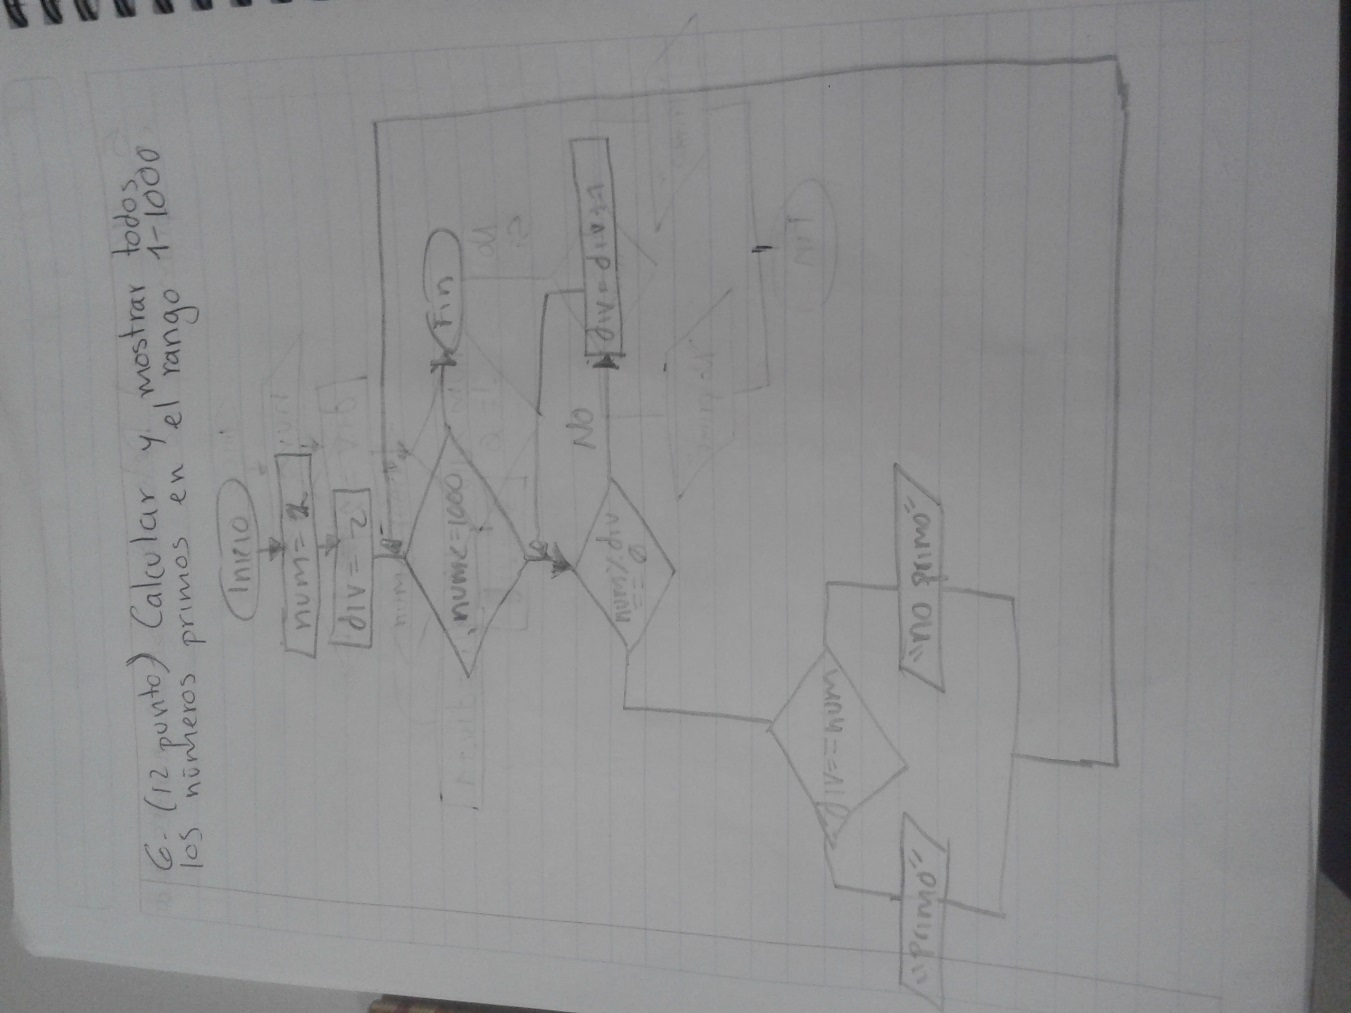 6- (12 punto) Calcular y mostrar todos
los números primos en el rango 1-1000
Inicio
num= 2
div= 2
num<=1000
Fin
num%div
==0
No
div=div+1
div==num
"Primo"
"no primo"